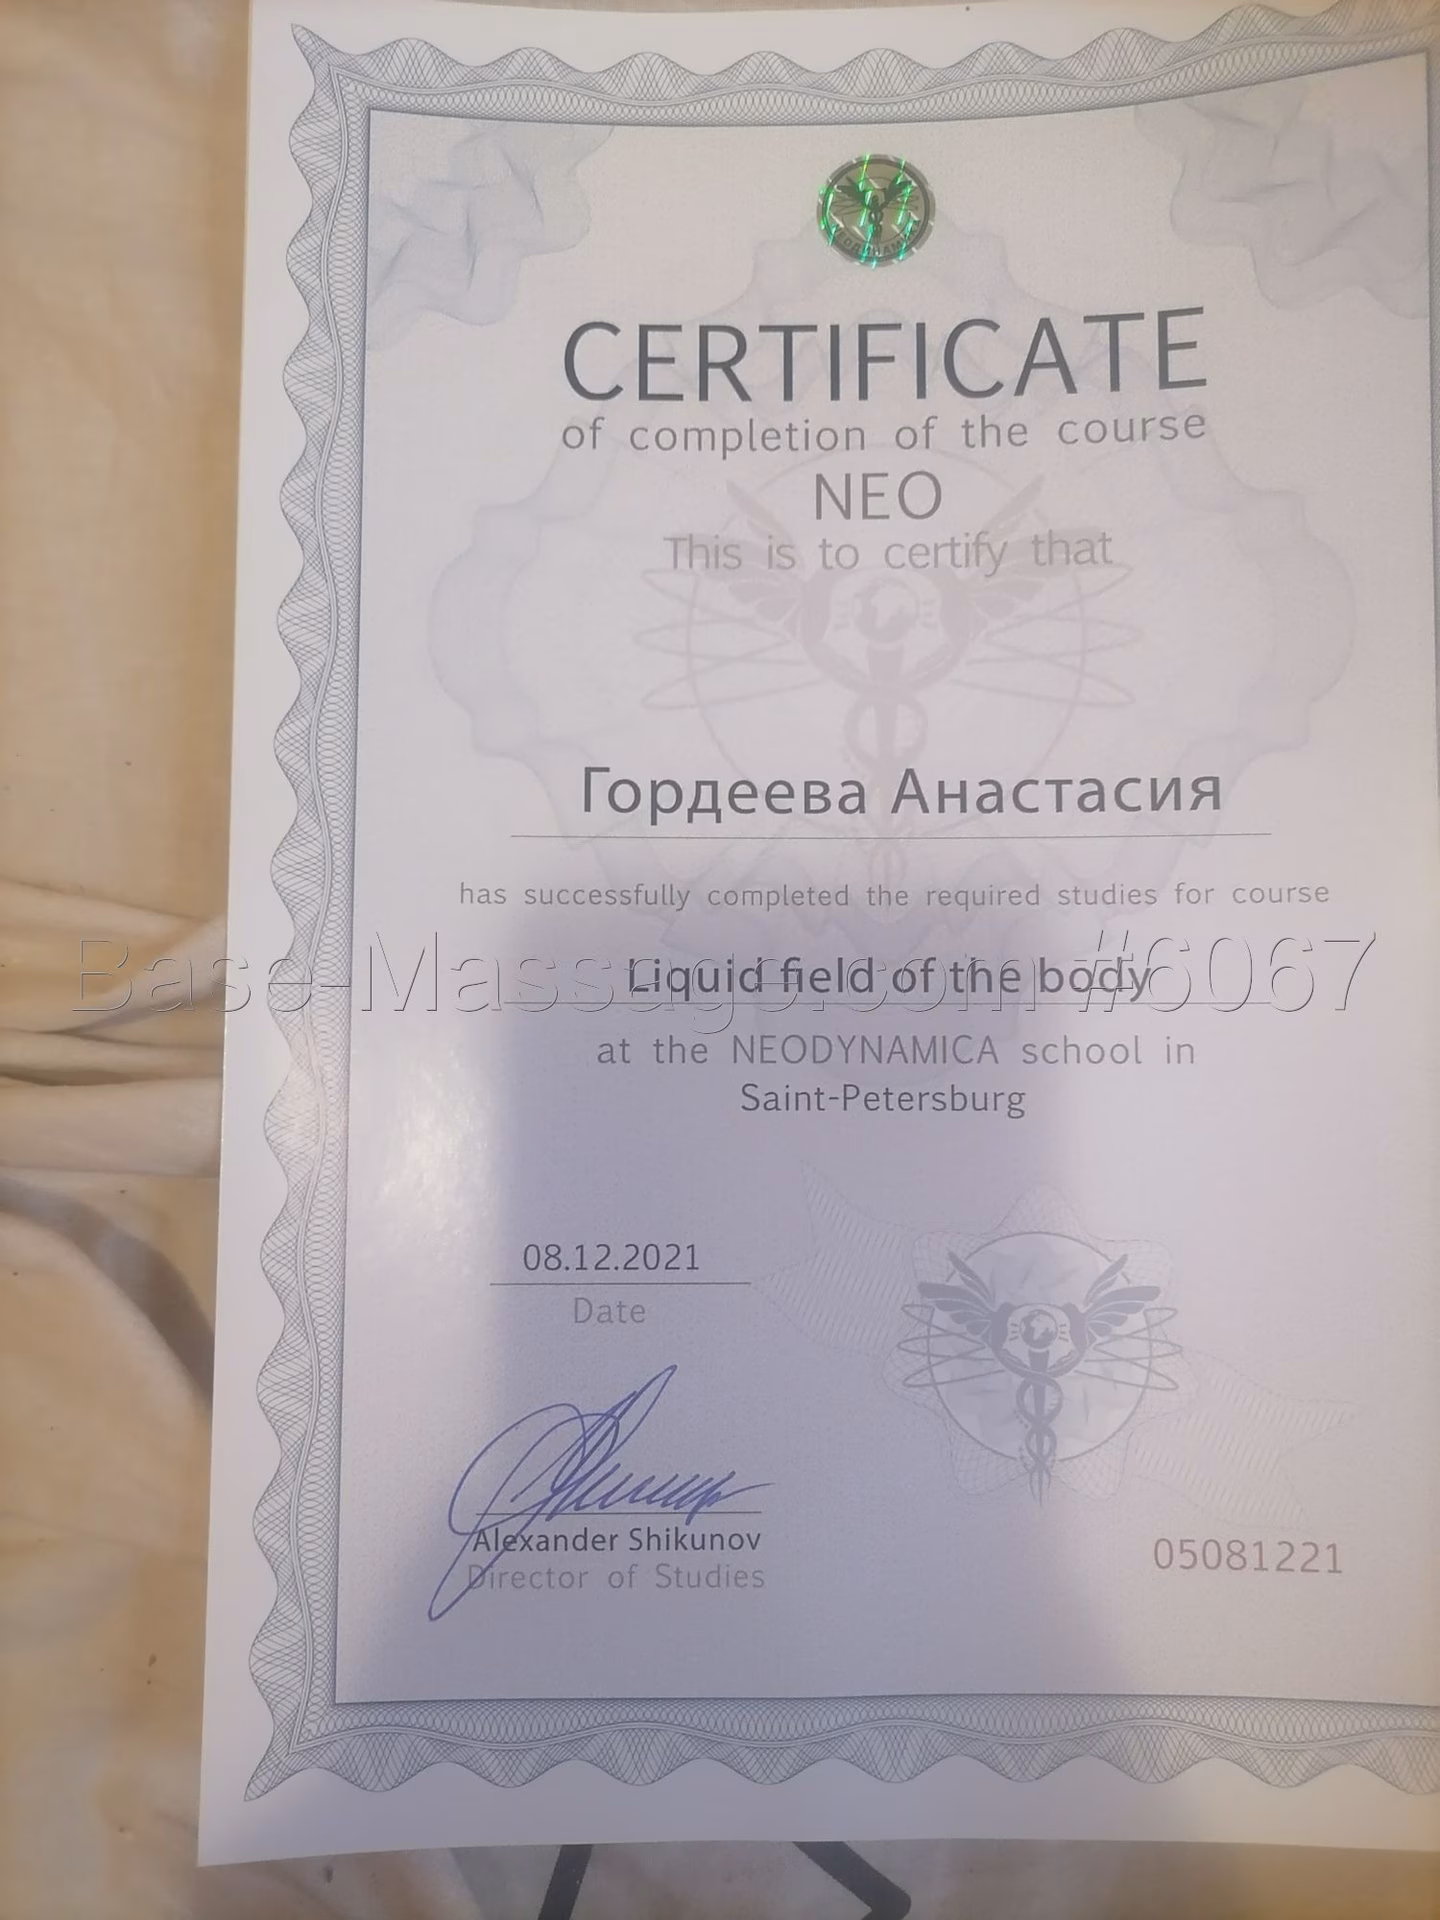 CERTIFICATE
of completion of the course
NEO
This is to certify that
Гордеева Анастасия
has successfully completed the required studies for course
Base-Massage.com #6067
Liquid field of the body
at the NEODYNAMICA school in
Saint-Petersburg
08.12.2021
Date
Alexander Shikunov
Director of Studies
05081221